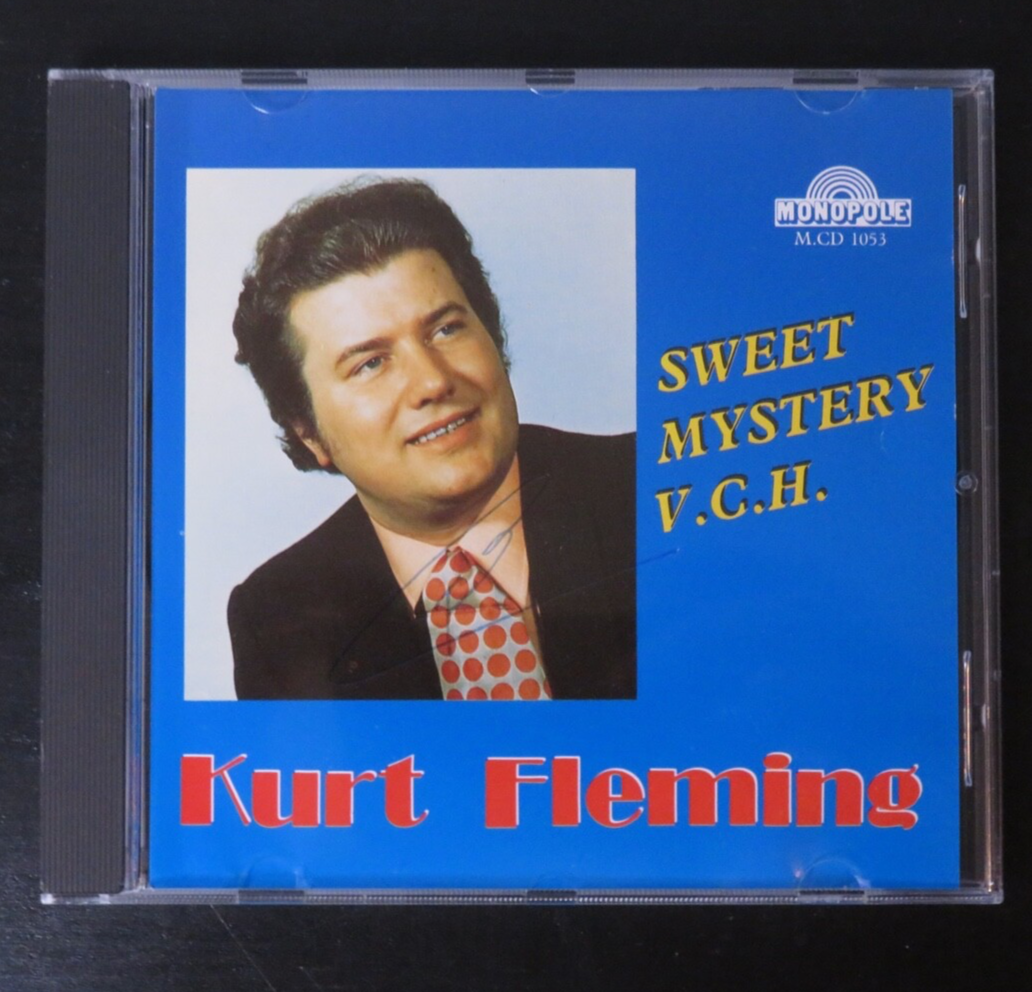 MONOPOLE
M.CD 1053
SWEET
MYSTERY
V.C.H.
Kurt Fleming